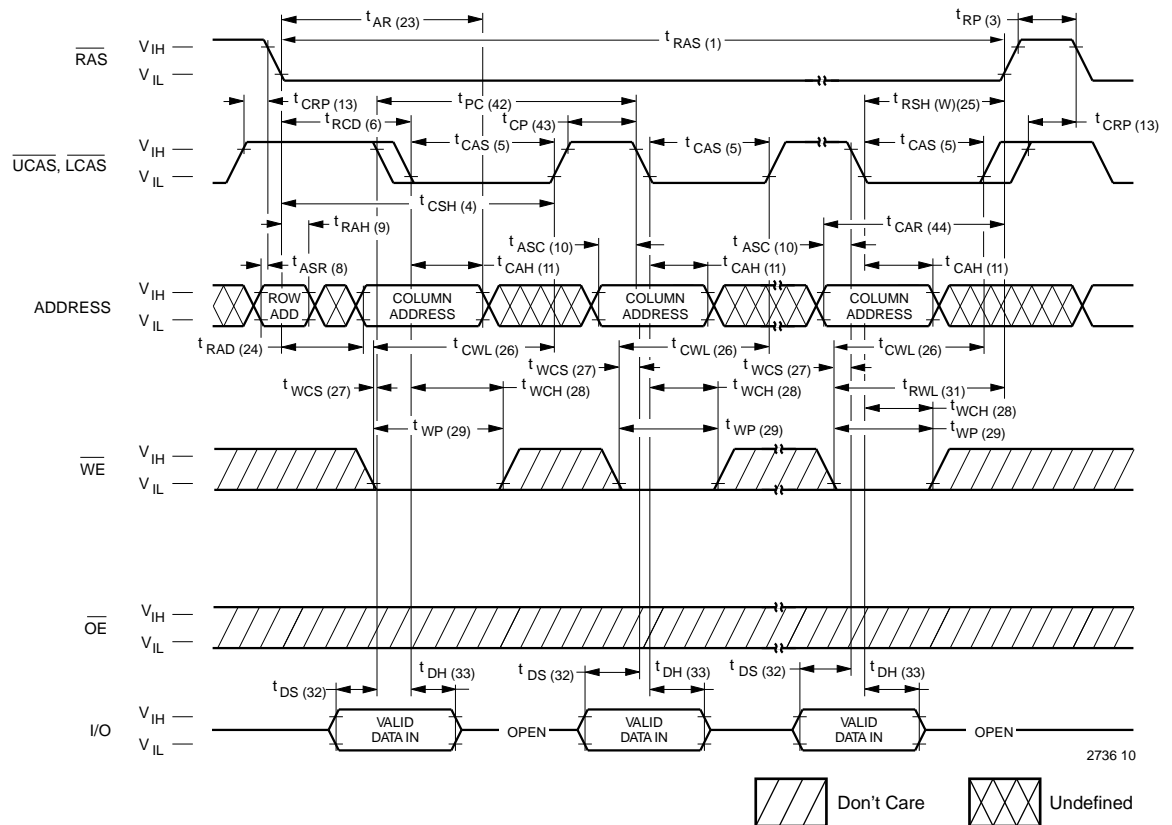 t AR (23)
t RP (3)
t RAS (1)
RAS
V IH
V IL
t CRP (13)
t PC (42)
t RSH (W)(25)
t RCD (6)
t CP (43)
t CRP (13)
UCAS, LCAS
V IH
V IL
t CAS (5)
t CAS (5)
t CAS (5)
t CSH (4)
t RAH (9)
t CAR (44)
t ASC (10)
t ASC (10)
t ASR (8)
t CAH (11)
t CAH (11)
t CAH (11)
ADDRESS
V IH
V IL
ROW ADD
COLUMN ADDRESS
COLUMN ADDRESS
COLUMN ADDRESS
t RAD (24)
t CWL (26)
t CWL (26)
t CWL (26)
t WCS (27)
t WCS (27)
t WCS (27)
t WCH (28)
t WCH (28)
t RWL (31)
t WCH (28)
t WP (29)
t WP (29)
t WP (29)
WE
V IH
V IL
OE
V IH
V IL
t DS (32)
t DH (33)
t DS (32)
t DH (33)
t DS (32)
t DH (33)
I/O
V IH
V IL
VALID DATA IN
OPEN
VALID DATA IN
VALID DATA IN
OPEN
2736 10
Don't Care
Undefined